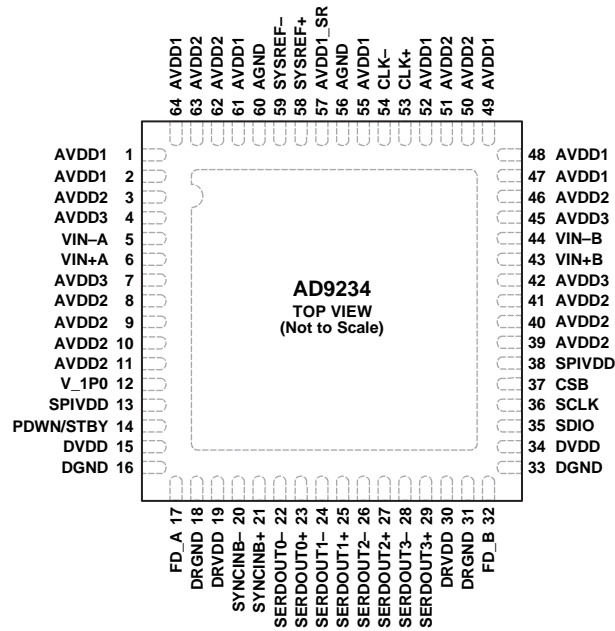 64 AVDD1
63 AVDD2
62 AVDD2
61 AVDD1
60 AGND
59 SYSREF–
58 SYSREF+
57 AVDD1_SR
56 AGND
55 AVDD1
54 CLK–
53 CLK+
52 AVDD1
51 AVDD2
50 AVDD2
49 AVDD1
AVDD1 1
AVDD1 2
AVDD2 3
AVDD3 4
VIN–A 5
VIN+A 6
AVDD3 7
AVDD2 8
AVDD2 9
AVDD2 10
AVDD2 11
V_1P0 12
SPIVDD 13
PDWN/STBY 14
DVDD 15
DGND 16
AD9234
TOP VIEW
(Not to Scale)
48 AVDD1
47 AVDD1
46 AVDD2
45 AVDD3
44 VIN–B
43 VIN+B
42 AVDD3
41 AVDD2
40 AVDD2
39 AVDD2
38 SPIVDD
37 CSB
36 SCLK
35 SDIO
34 DVDD
33 DGND
FD_A 17
DRGND 18
DRVDD 19
SYNCINB– 20
SYNCINB+ 21
SERDOUT0– 22
SERDOUT0+ 23
SERDOUT1– 24
SERDOUT1+ 25
SERDOUT2– 26
SERDOUT2+ 27
SERDOUT3– 28
SERDOUT3+ 29
DRVDD 30
DRGND 31
FD_B 32